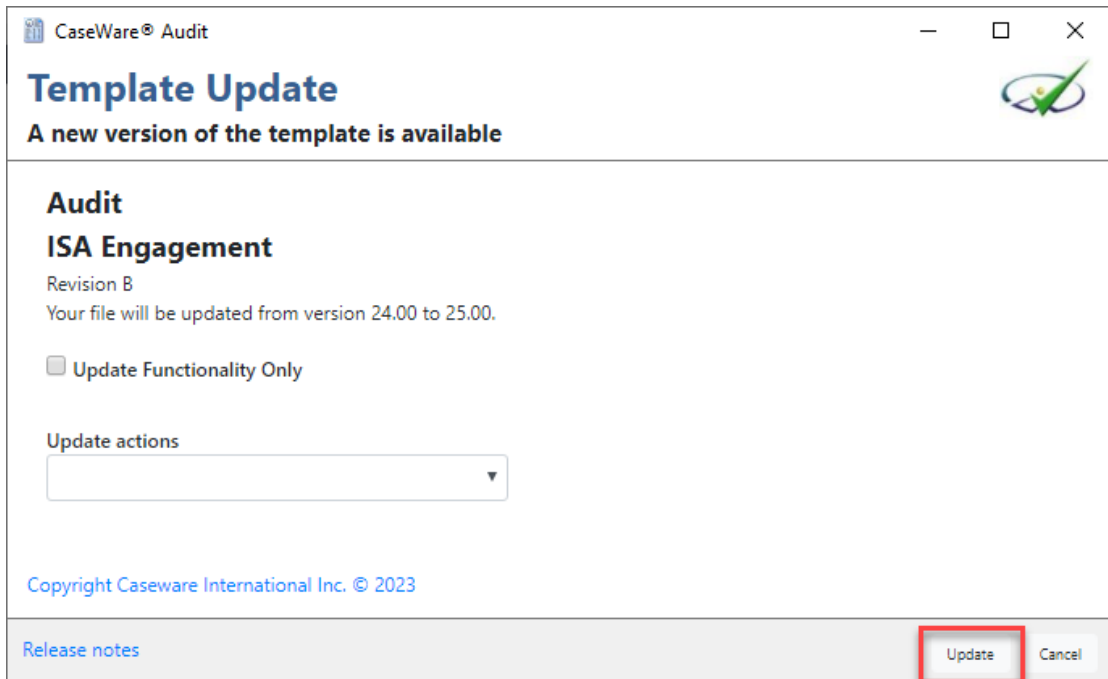 CaseWare® Audit
Template Update
A new version of the template is available
Audit
ISA Engagement
Revision B
Your file will be updated from version 24.00 to 25.00.
Update Functionality Only
Update actions
Copyright Caseware International Inc. © 2023
Release notes
Update
Cancel